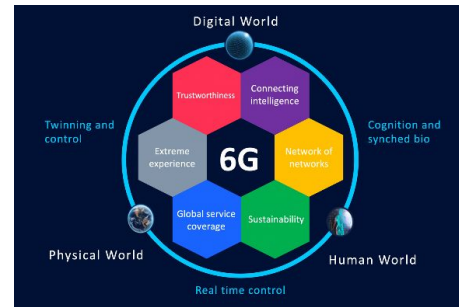 Digital World
Trustworthiness
Connecting
intelligence
Twinning and
control
Cognition and
synched bio
Extreme
experience
6G
Network of
networks
Global service
coverage
Sustainability
Physical World
Human World
Real time control